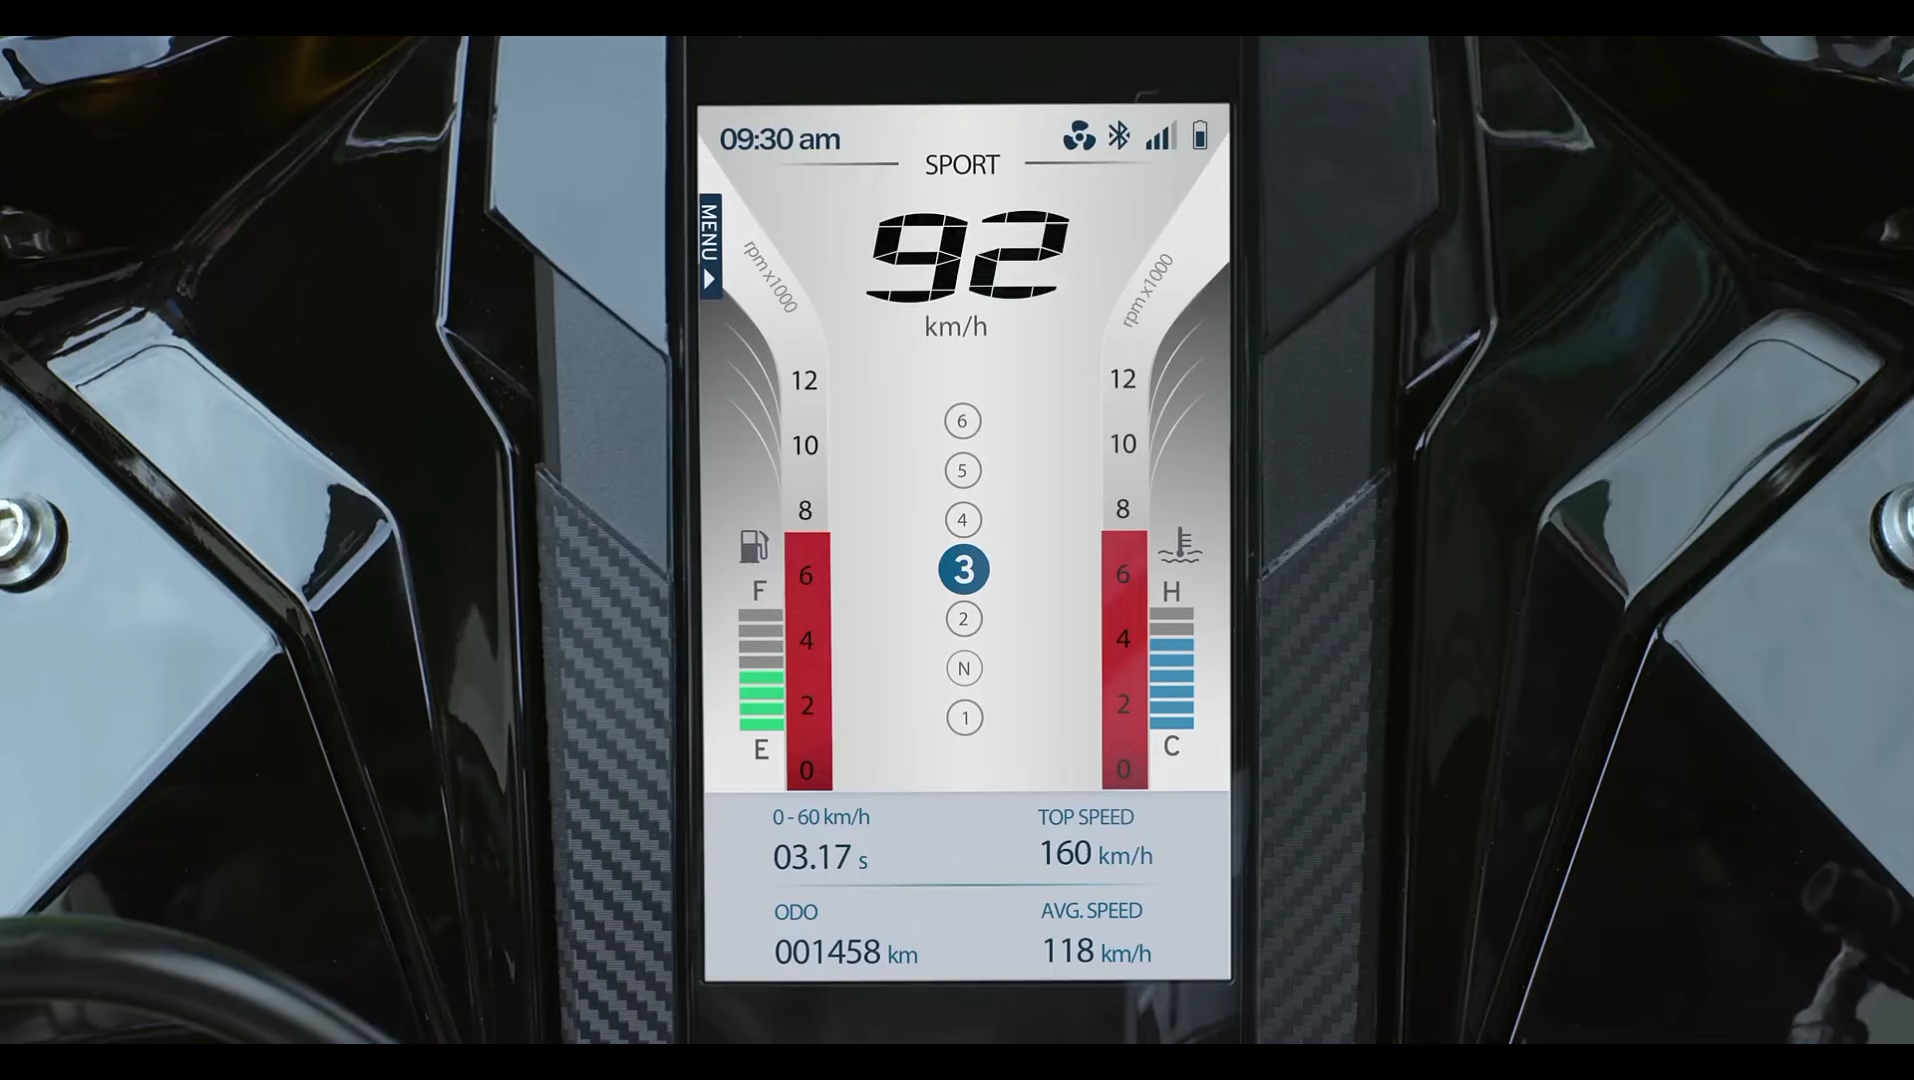 09:30 am
SPORT
MENU
rpm x1000
rpm x1000
92
km/h
12
10
8
6
4
2
0
12
10
8
6
4
2
0
6
5
4
3
2
N
1
F
E
H
C
0 - 60 km/h
03.17 s
TOP SPEED
160 km/h
ODO
001458 km
AVG. SPEED
118 km/h